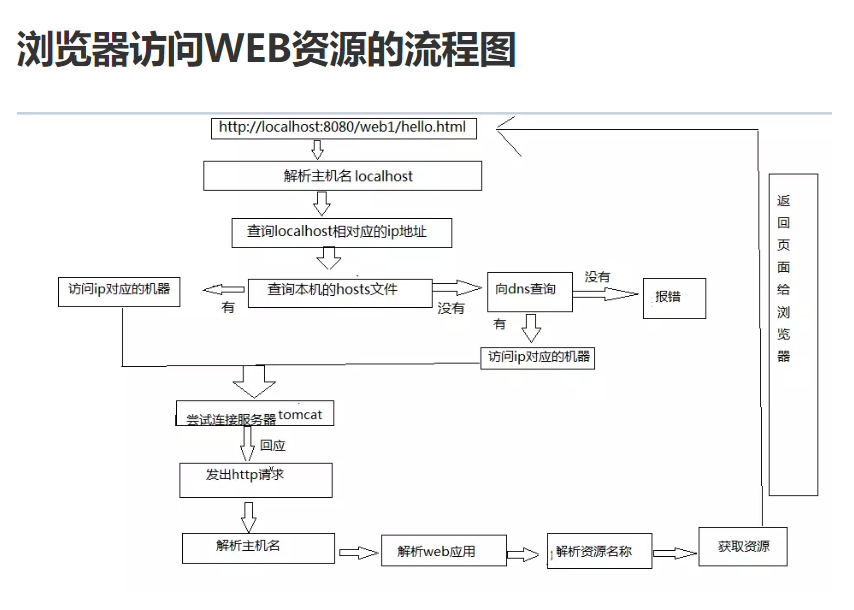 浏览器访问WEB资源的流程图
http://localhost:8080/web1/hello.html
解析主机名 localhost
查询localhost相对应的ip地址
访问ip对应的机器
有
查询本机的hosts文件
没有
向dns查询
没有
报错
有
访问ip对应的机器
尝试连接服务器tomcat
回应
发出http请求
解析主机名
解析web应用
解析资源名称
获取资源
返
回
页
面
给
浏
览
器